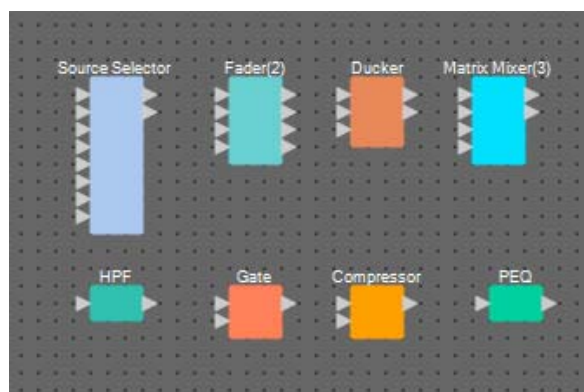 Source Selector
Fader(2)
Ducker
Matrix Mixer(3)
HPF
Gate
Compressor
PEQ